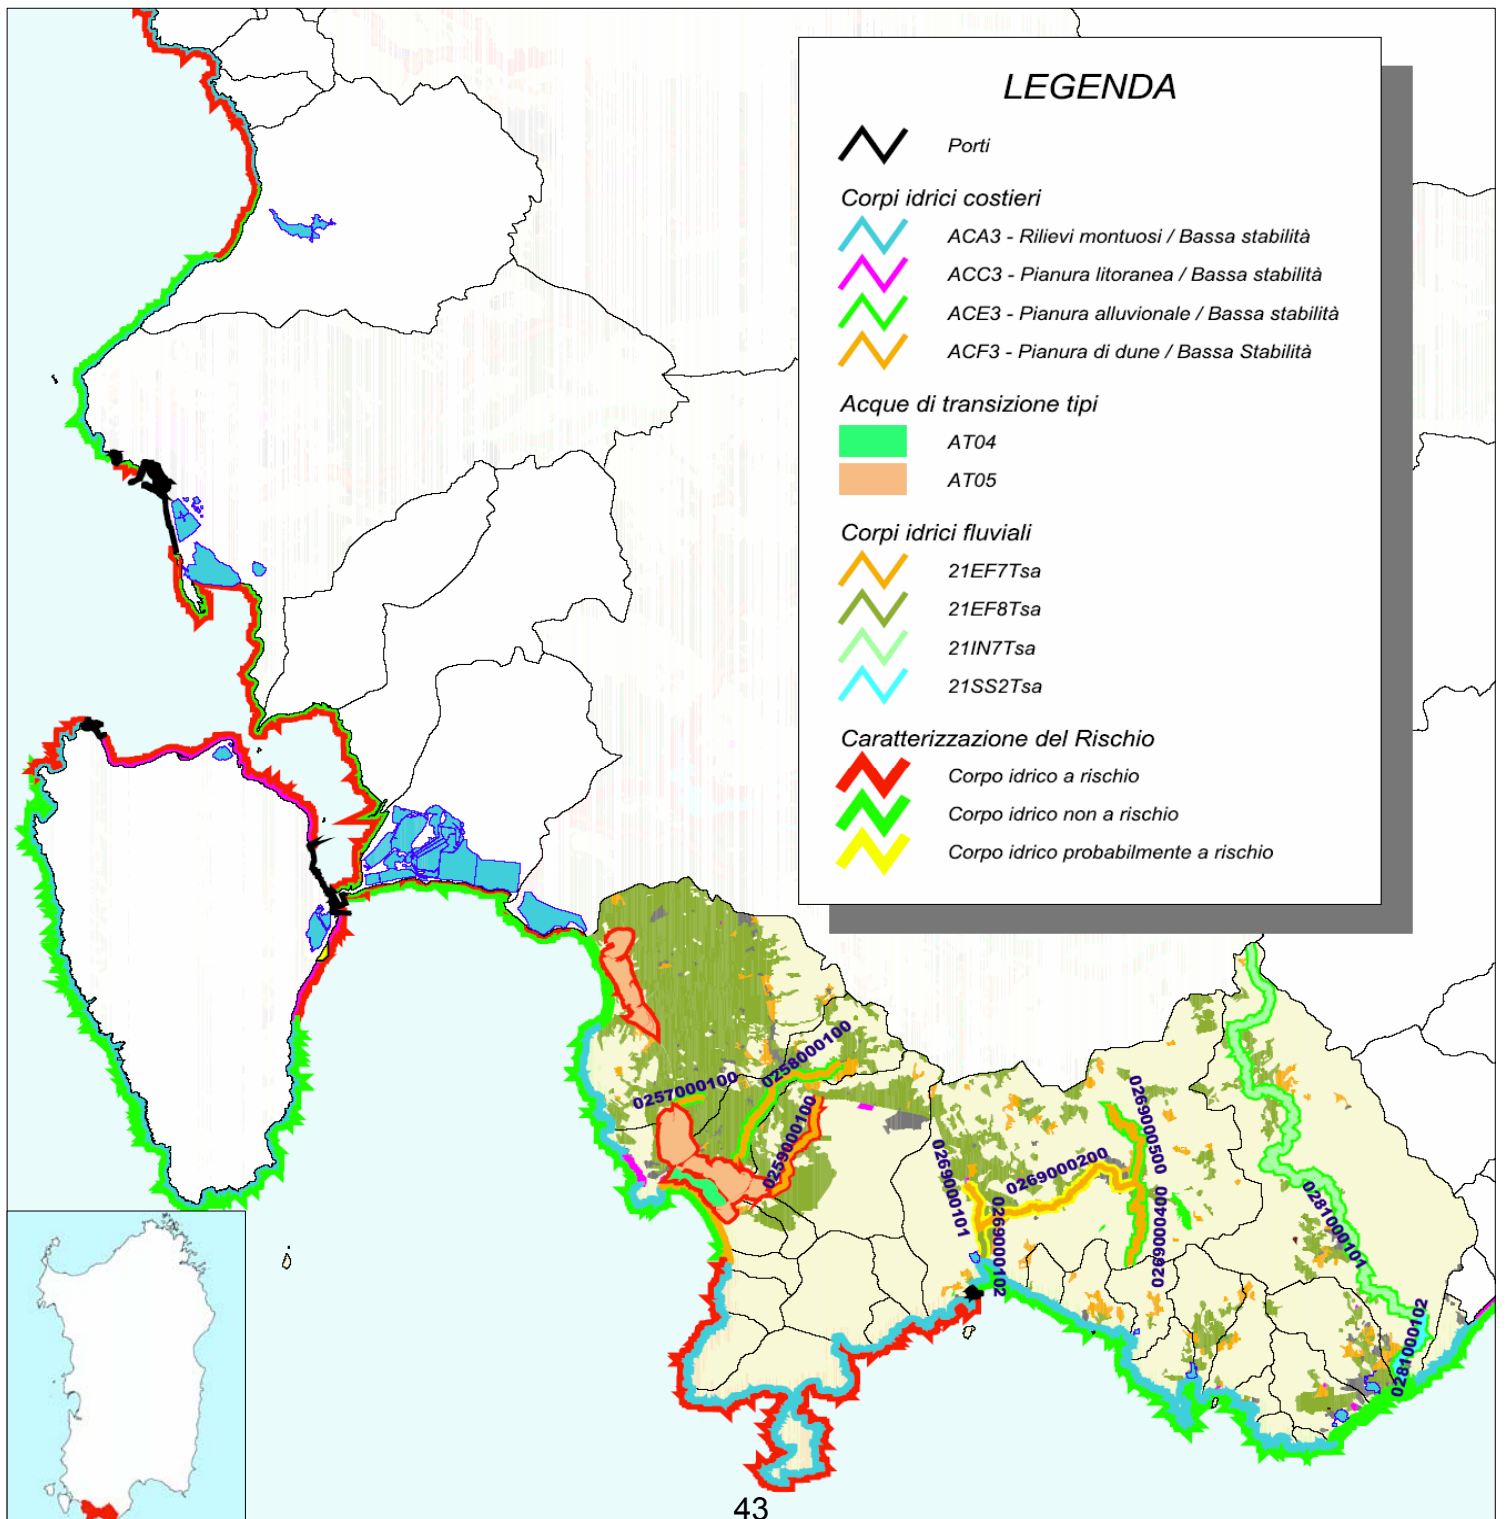 LEGENDA
Porti
Corpi idrici costieri
ACA3 - Rilievi montuosi / Bassa stabilità
ACC3 - Pianura litoranea / Bassa stabilità
ACE3 - Pianura alluvionale / Bassa stabilità
ACF3 - Pianura di dune / Bassa Stabilità
Acque di transizione tipi
AT04
AT05
Corpi idrici fluviali
21EF7Tsa
21EF8Tsa
21IN7Tsa
21SS2Tsa
Caratterizzazione del Rischio
Corpo idrico a rischio
Corpo idrico non a rischio
Corpo idrico probabilmente a rischio
0257000100
0258000100
0259000100
0269000101
0269000102
0269000200
0269000500
0269000400
0281000101
0281000102
43